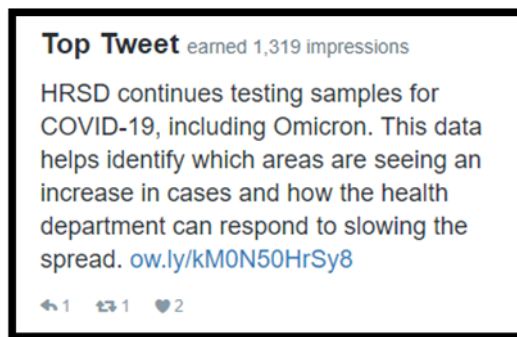 Top Tweet earned 1,319 impressions
HRSD continues testing samples for
COVID-19, including Omicron. This data
helps identify which areas are seeing an
increase in cases and how the health
department can respond to slowing the
spread. ow.ly/kM0N50HrSy8
1 1 2